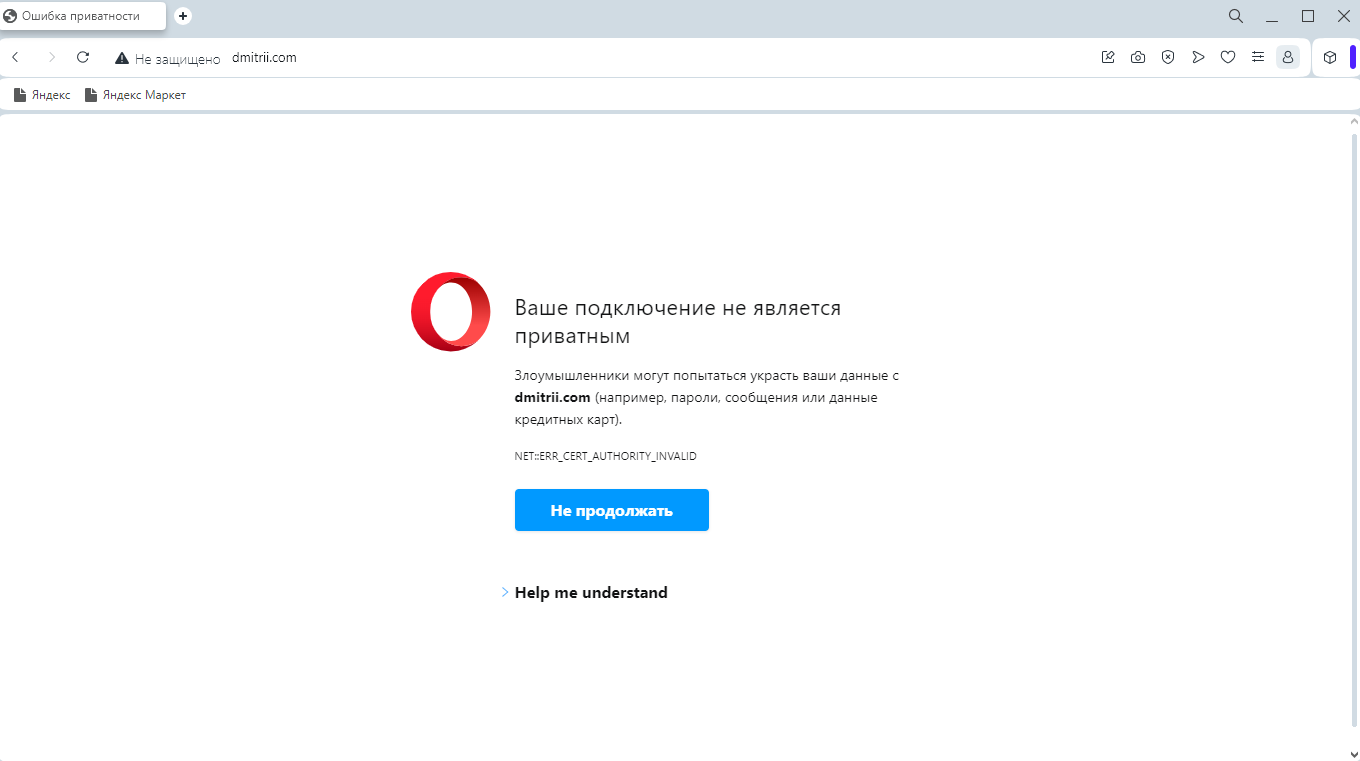 Ошибка приватности
Не защищено dmitrii.com
Яндекс Яндекс Маркет
Ваше подключение не является
приватным
Злоумышленники могут попытаться украсть ваши данные с
dmitrii.com (например, пароли, сообщения или данные
кредитных карт).
NET::ERR_CERT_AUTHORITY_INVALID
Не продолжать
Help me understand